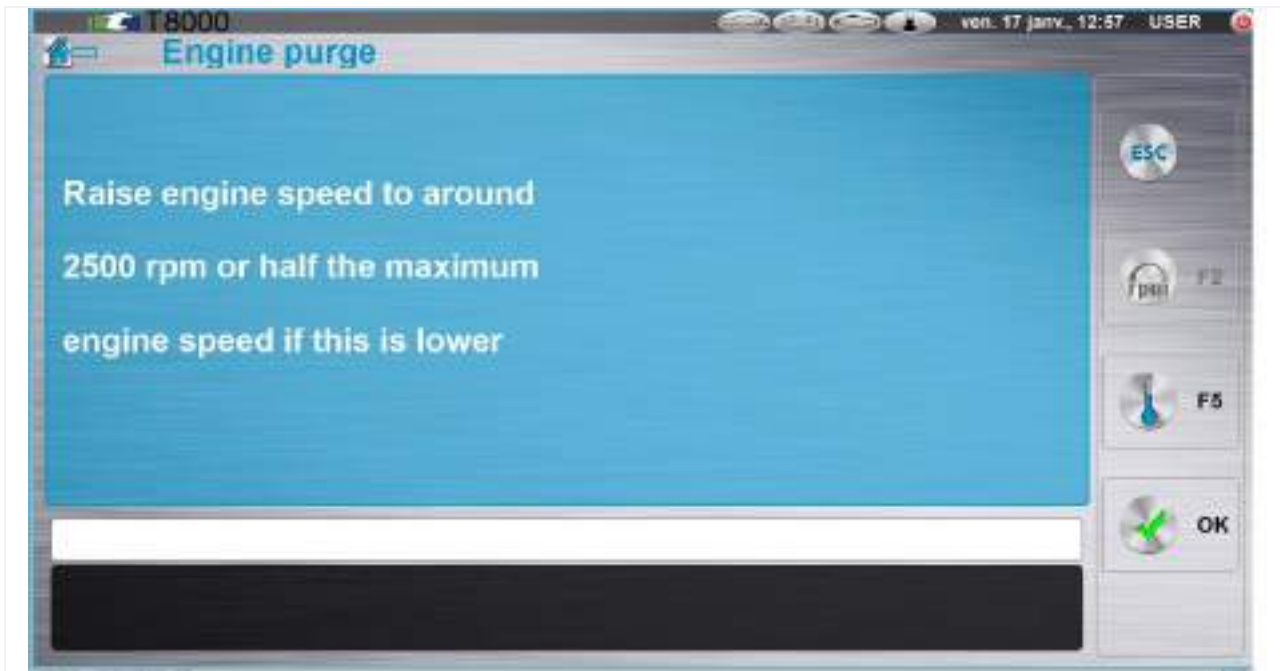 T8000
ven. 17 janv., 12:57 USER
Engine purge
ESC
Raise engine speed to around
2500 rpm or half the maximum
engine speed if this is lower
rpm F2
F5
OK